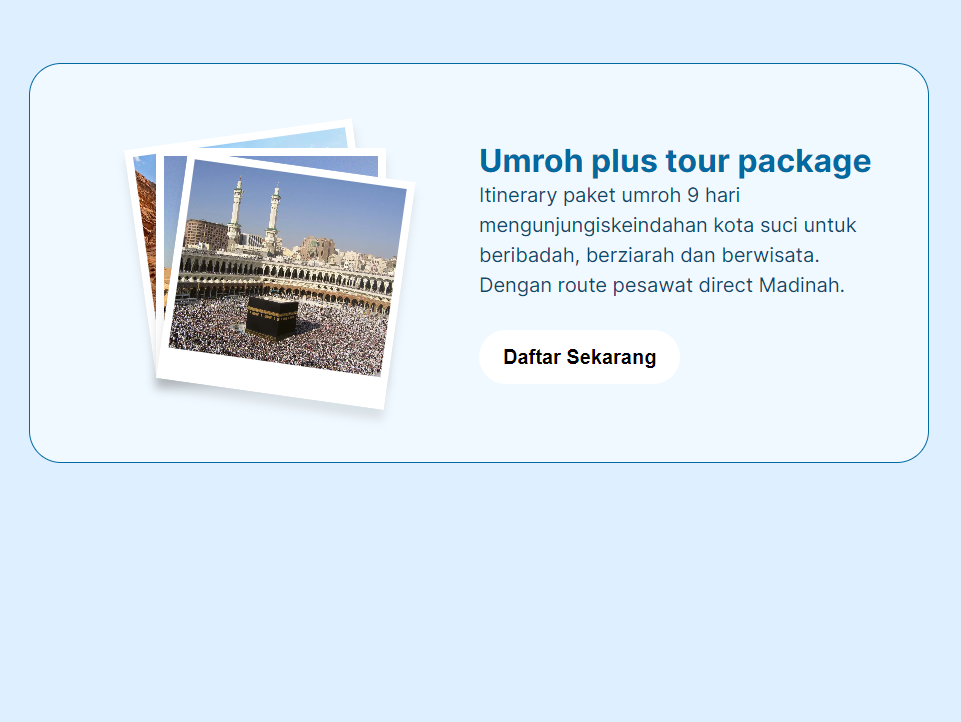 Umroh plus tour package
Itinerary paket umroh 9 hari
mengunjungiskeindahan kota suci untuk
beribadah, berziarah dan berwisata.
Dengan route pesawat direct Madinah.
Daftar Sekarang